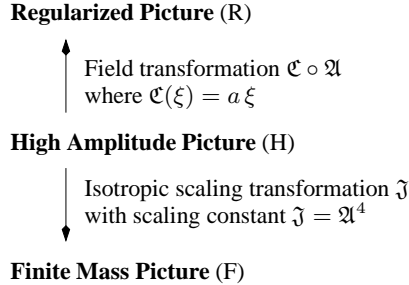 Regularized Picture (R)
Field transformation ℭ ∘ 𝔄
where ℭ(ξ) = a ξ
High Amplitude Picture (H)
Isotropic scaling transformation ℑ
with scaling constant ℑ = 𝔄⁴
Finite Mass Picture (F)